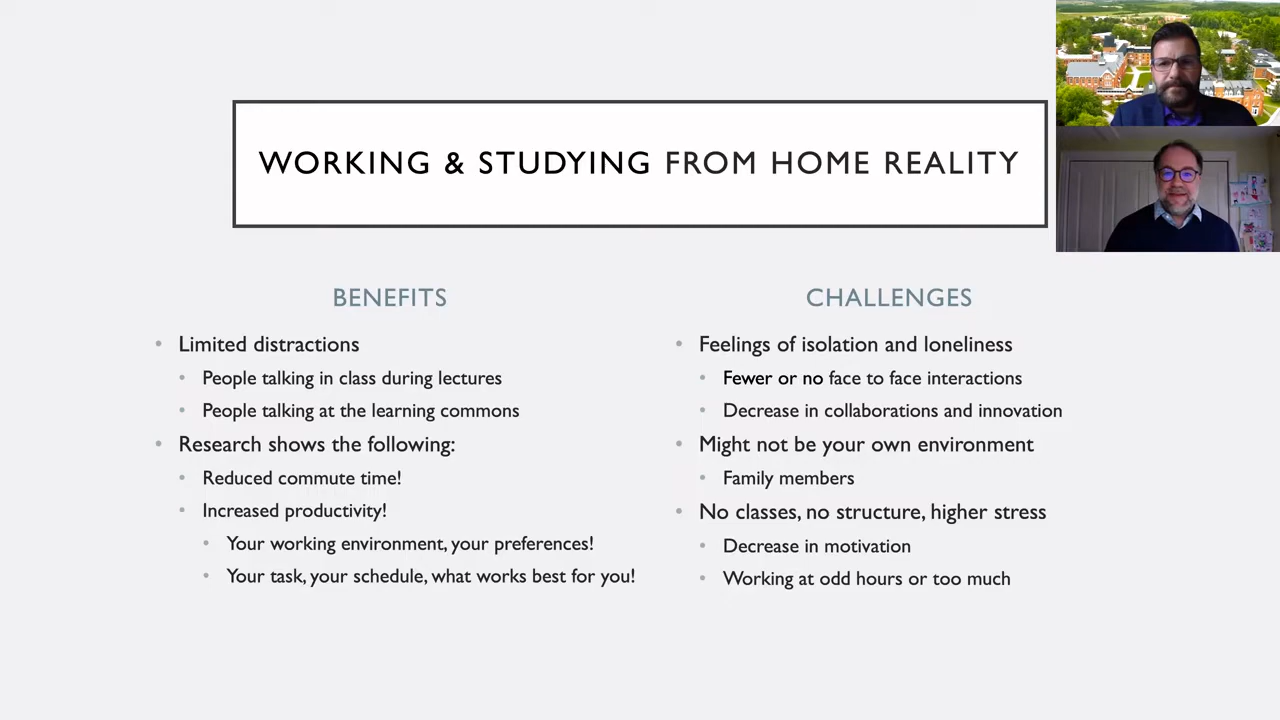 WORKING & STUDYING FROM HOME REALITY
BENEFITS
• Limited distractions
• People talking in class during lectures
• People talking at the learning commons
• Research shows the following:
• Reduced commute time!
• Increased productivity!
• Your working environment, your preferences!
• Your task, your schedule, what works best for you!
CHALLENGES
• Feelings of isolation and loneliness
• Fewer or no face to face interactions
• Decrease in collaborations and innovation
• Might not be your own environment
• Family members
• No classes, no structure, higher stress
• Decrease in motivation
• Working at odd hours or too much